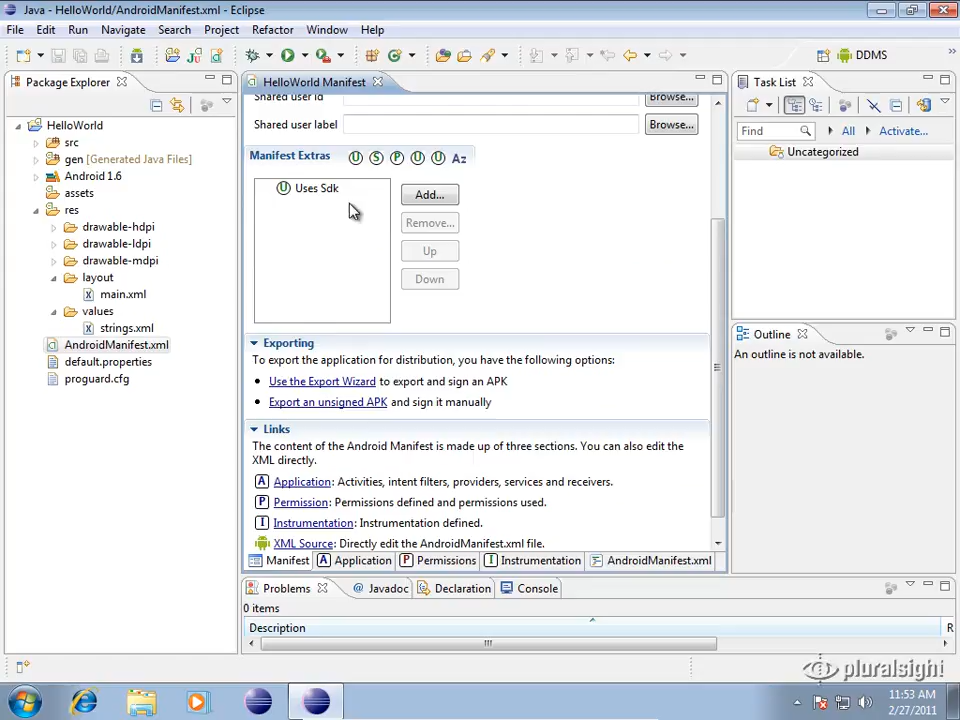 Java - HelloWorld/AndroidManifest.xml - Eclipse
File Edit Run Navigate Search Project Refactor Window Help
DDMS
Package Explorer
HelloWorld Manifest
Task List
Shared user id Browse...
Shared user label Browse...
Find All Activate...
Uncategorized
HelloWorld
src
gen [Generated Java Files]
Android 1.6
assets
res
drawable-hdpi
drawable-ldpi
drawable-mdpi
layout
main.xml
values
strings.xml
AndroidManifest.xml
default.properties
proguard.cfg
Manifest Extras U S P U U Az
U Uses Sdk
Add...
Remove...
Up
Down
Exporting
To export the application for distribution, you have the following options:
Use the Export Wizard to export and sign an APK
Export an unsigned APK and sign it manually
Links
The content of the Android Manifest is made up of three sections. You can also edit the
XML directly.
A Application: Activities, intent filters, providers, services and receivers.
P Permission: Permissions defined and permissions used.
I Instrumentation: Instrumentation defined.
XML Source: Directly edit the AndroidManifest.xml file.
Manifest A Application P Permissions I Instrumentation AndroidManifest.xml
Outline
An outline is not available.
Problems @ Javadoc Declaration Console
0 items
Description R
pluralsight
11:53 AM
2/27/2011